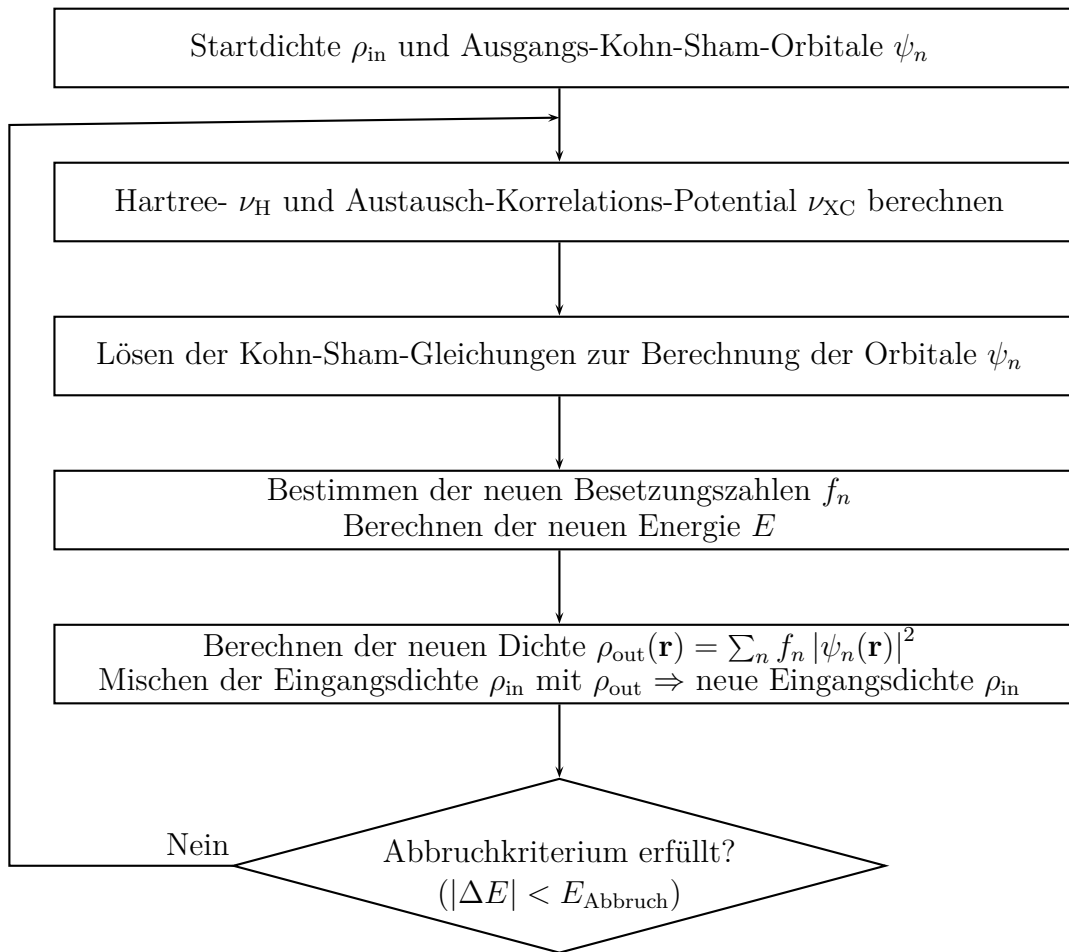 Startdichte ρ_in und Ausgangs-Kohn-Sham-Orbitale ψ_n
Hartree- ν_H und Austausch-Korrelations-Potential ν_XC berechnen
Lösen der Kohn-Sham-Gleichungen zur Berechnung der Orbitale ψ_n
Bestimmen der neuen Besetzungszahlen f_n
Berechnen der neuen Energie E
Berechnen der neuen Dichte ρ_out(r) = ∑_n f_n |ψ_n(r)|²
Mischen der Eingangsdichte ρ_in mit ρ_out ⇒ neue Eingangsdichte ρ_in
Nein
Abbruchkriterium erfüllt?
(|ΔE| < E_Abbruch)